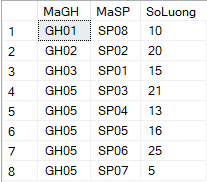 MaGH MaSP SoLuong
1 GH01 SP08 10
2 GH02 SP02 20
3 GH03 SP01 15
4 GH05 SP03 21
5 GH05 SP04 13
6 GH05 SP05 16
7 GH05 SP06 25
8 GH05 SP07 5